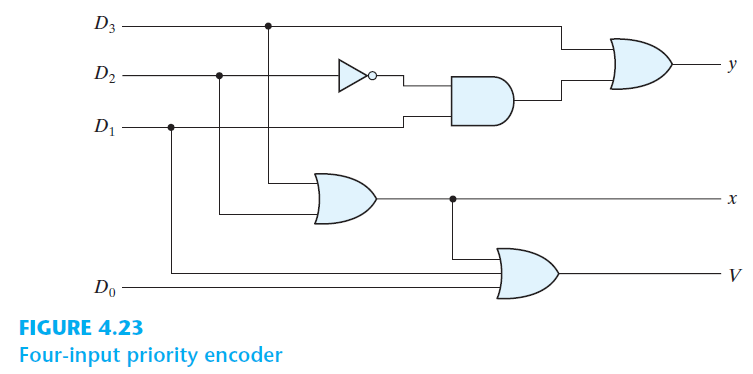 D₃
y
D₂
D₁
x
V
D₀
FIGURE 4.23
Four-input priority encoder